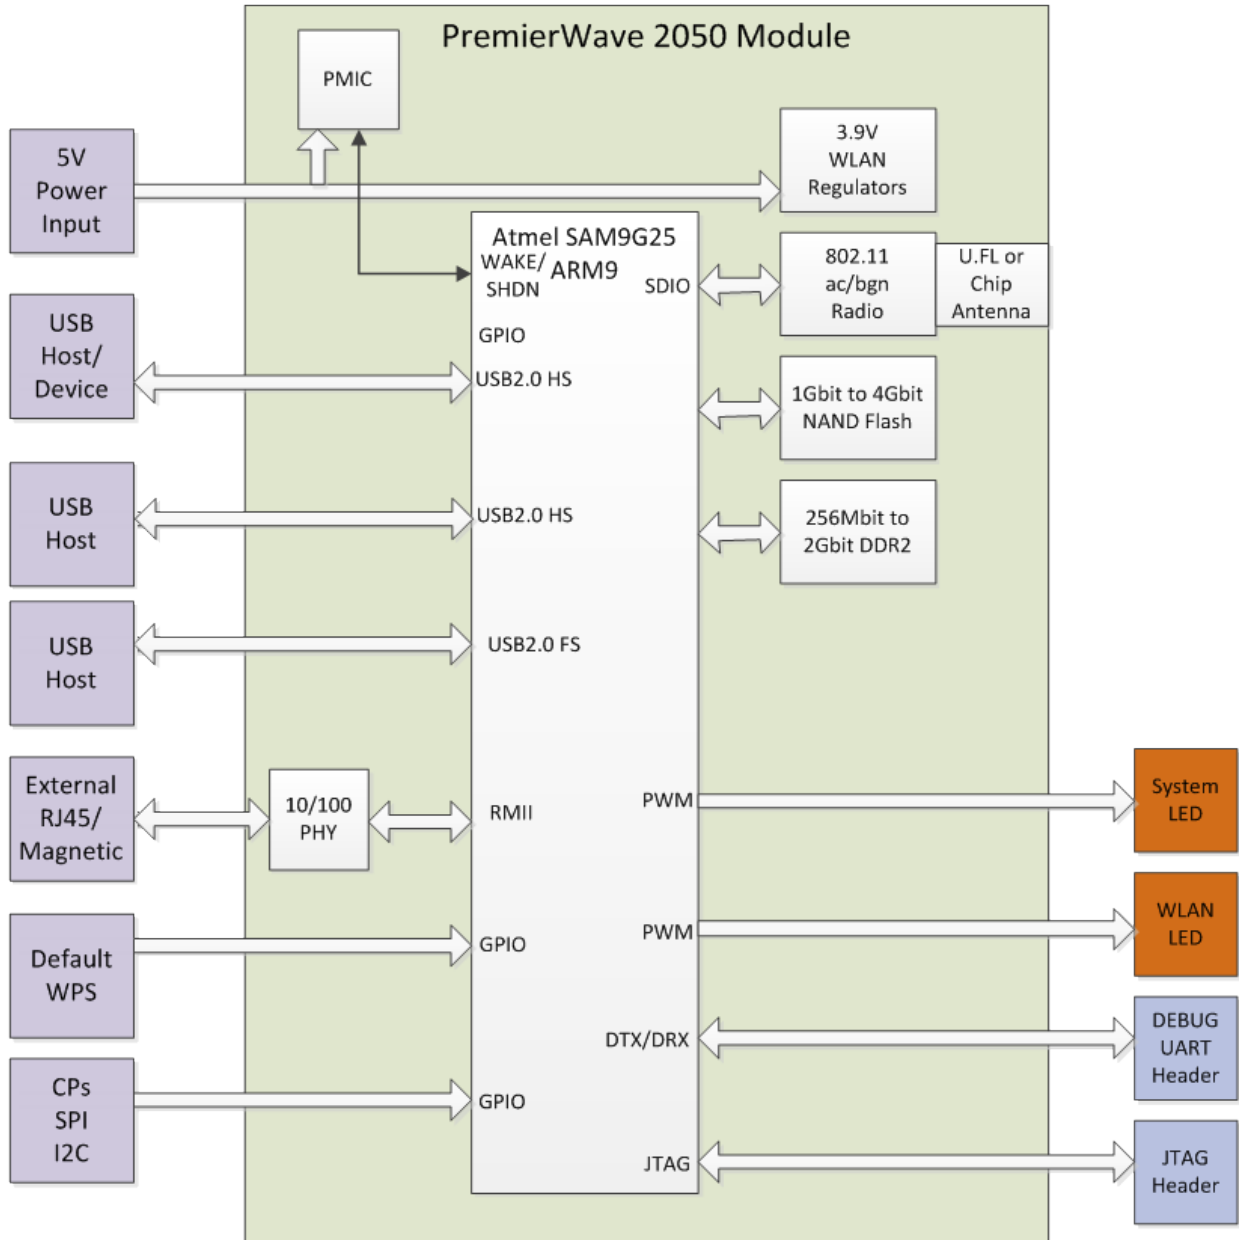 PremierWave 2050 Module
PMIC
5V
Power
Input
3.9V
WLAN
Regulators
Atmel SAM9G25
ARM9
WAKE/
SHDN
SDIO
802.11
ac/bgn
Radio
U.FL or
Chip
Antenna
GPIO
USB
Host/
Device
USB2.0 HS
1Gbit to 4Gbit
NAND Flash
USB
Host
USB2.0 HS
256Mbit to
2Gbit DDR2
USB
Host
USB2.0 FS
External
RJ45/
Magnetic
10/100
PHY
RMII
PWM
System
LED
Default
WPS
GPIO
PWM
WLAN
LED
DTX/DRX
DEBUG
UART
Header
CPs
SPI
I2C
GPIO
JTAG
JTAG
Header